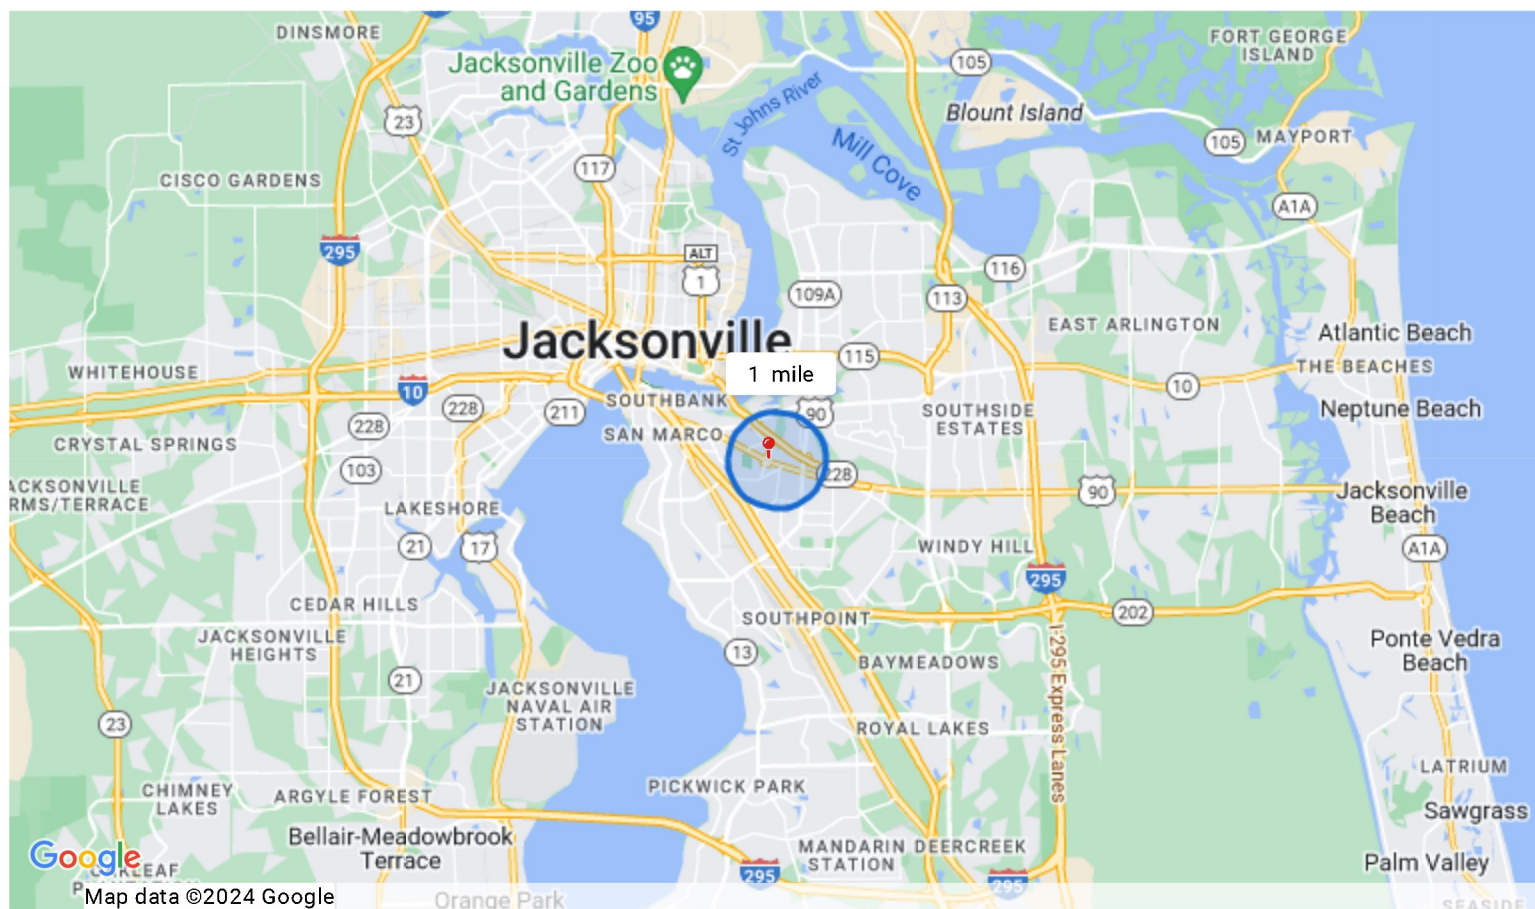 DINSMORE
95
FORT GEORGE
ISLAND
Jacksonville Zoo
and Gardens
105
St Johns River
Blount Island
23
Mill Cove
105
MAYPORT
117
CISCO GARDENS
A1A
295
ALT
1
116
109A
113
EAST ARLINGTON
Jacksonville
Atlantic Beach
115
THE BEACHES
WHITEHOUSE
1 mile
10
10
SOUTHBANK
228
211
90
SOUTHSIDE
ESTATES
Neptune Beach
228
SAN MARCO
CRYSTAL SPRINGS
103
228
ACKSONVILLE
RMS/TERRACE
90
Jacksonville
Beach
LAKESHORE
21
17
WINDY HILL
A1A
295
CEDAR HILLS
202
SOUTHPOINT
JACKSONVILLE
HEIGHTS
13
Ponte Vedra
Beach
I-295 Express Lanes
BAYMEADOWS
21
JACKSONVILLE
NAVAL AIR
STATION
23
ROYAL LAKES
LATRIUM
PICKWICK PARK
CHIMNEY
LAKES
ARGYLE FOREST
Sawgrass
Bellair-Meadowbrook
Terrace
MANDARIN
STATION
DEERCREEK
Google
Palm Valley
295
295
Map data ©2024 Google
Orange Park
SEASIDE